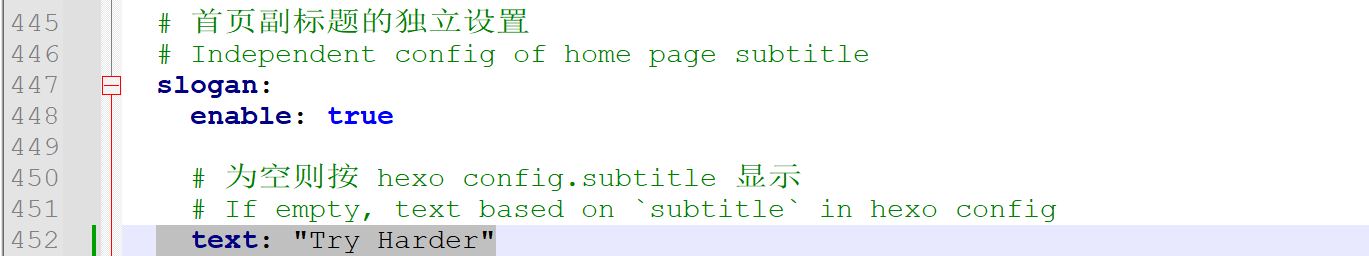 445 # 首页副标题的独立设置
446 # Independent config of home page subtitle
447 slogan:
448 enable: true
449
450 # 为空则按 hexo config.subtitle 显示
451 # If empty, text based on `subtitle` in hexo config
452 text: "Try Harder"